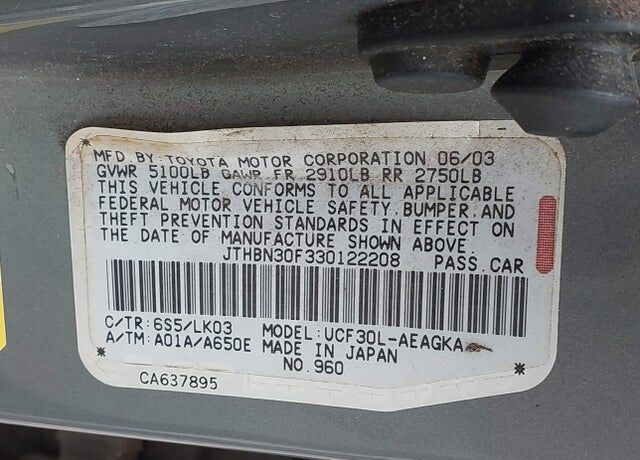 MFD. BY: TOYOTA MOTOR CORPORATION 06/03
GVWR 5100LB GAWR FR 2910LB RR 2750LB
THIS VEHICLE CONFORMS TO ALL APPLICABLE
FEDERAL MOTOR VEHICLE SAFETY, BUMPER, AND
THEFT PREVENTION STANDARDS IN EFFECT ON
THE DATE OF MANUFACTURE SHOWN ABOVE.
JTHBN30F330122208 PASS. CAR
C/TR: 6S5/LK03 MODEL: UCF30L-AEAGKA
A/TM: A01A/A650E MADE IN JAPAN
NO. 960
CA637895